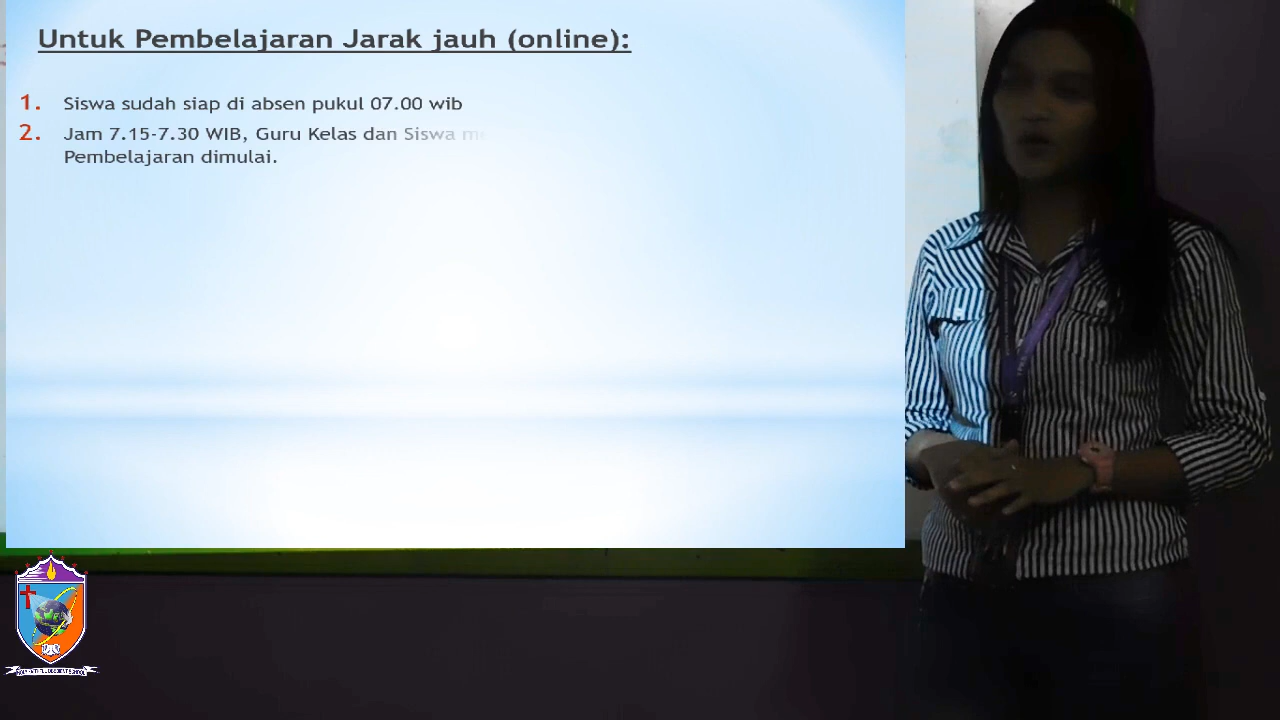 Untuk Pembelajaran Jarak jauh (online):
1. Siswa sudah siap di absen pukul 07.00 wib
2. Jam 7.15-7.30 WIB, Guru Kelas dan Siswa
Pembelajaran dimulai.